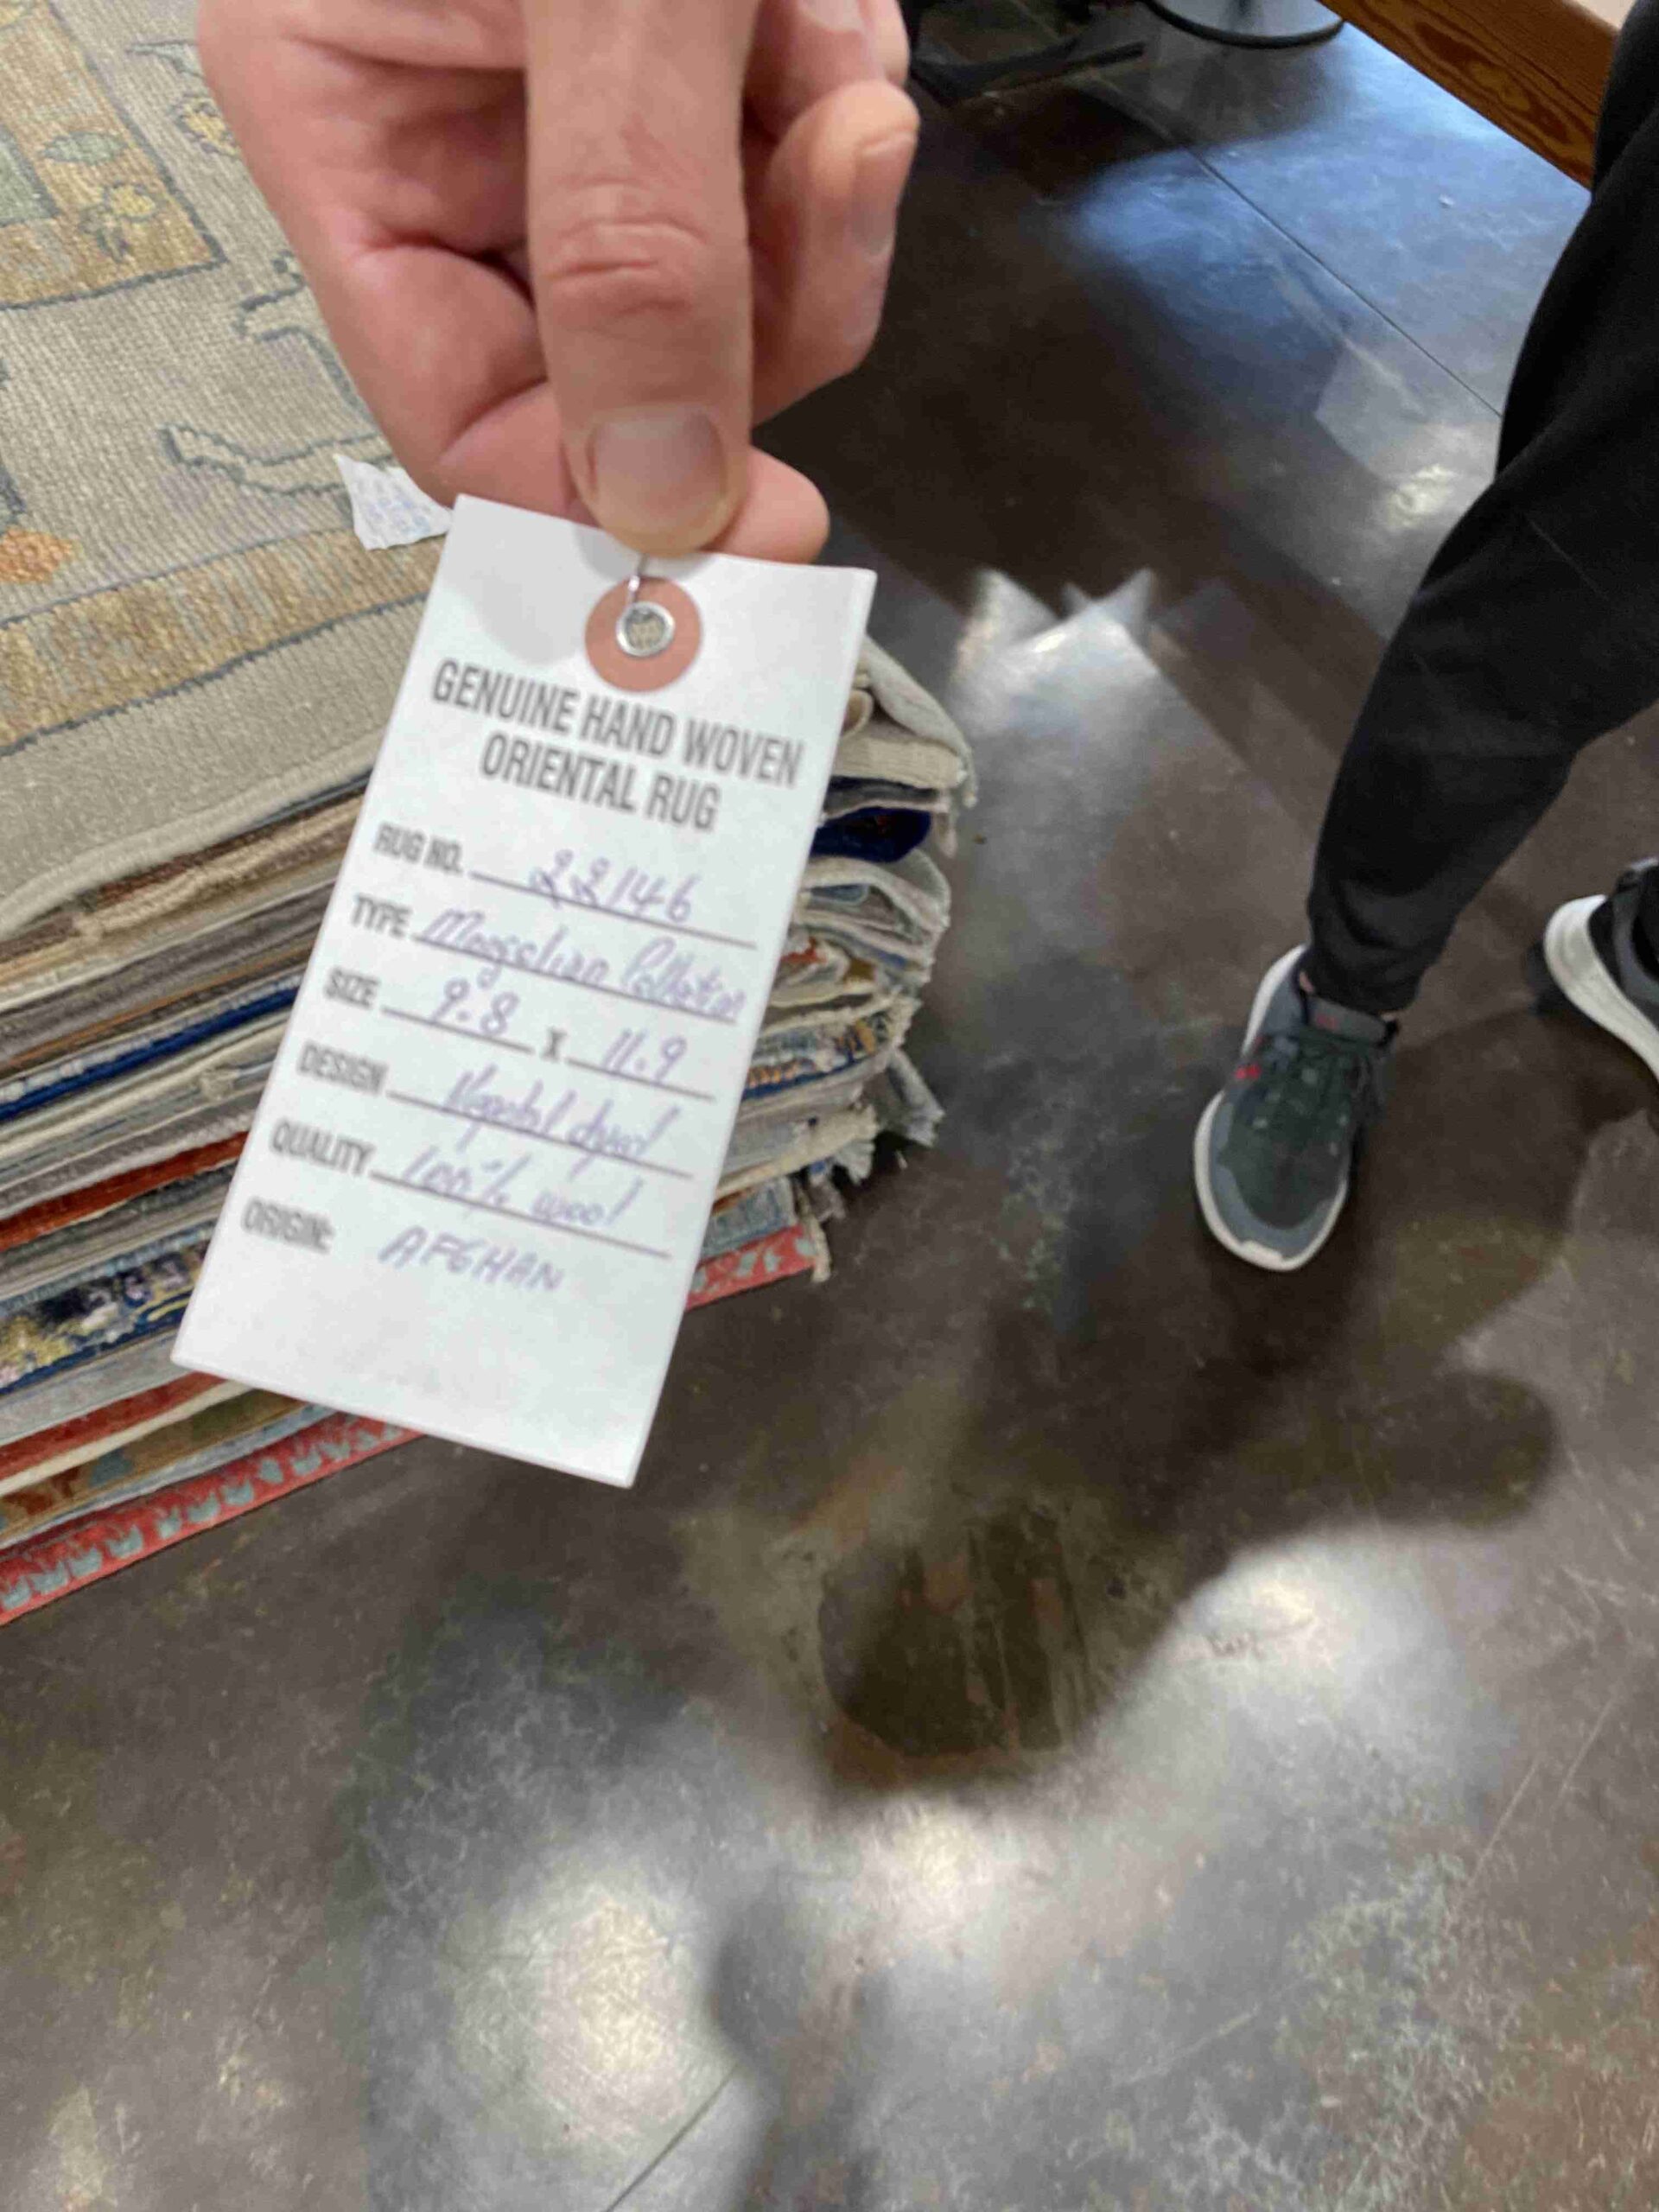 GENUINE HAND WOVEN
ORIENTAL RUG
RUG NO. 22146
TYPE
SIZE 9.8 X 11.9
DESIGN
QUALITY 100% wool
ORIGIN: AFGHAN